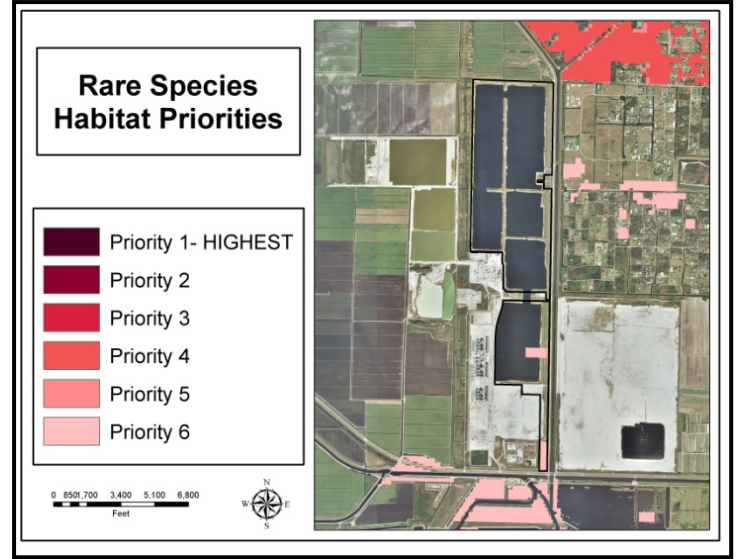 Rare Species
Habitat Priorities
Priority 1- HIGHEST
Priority 2
Priority 3
Priority 4
Priority 5
Priority 6
0 8501,700 3,400 5,100 6,800
Feet
N
W E
S